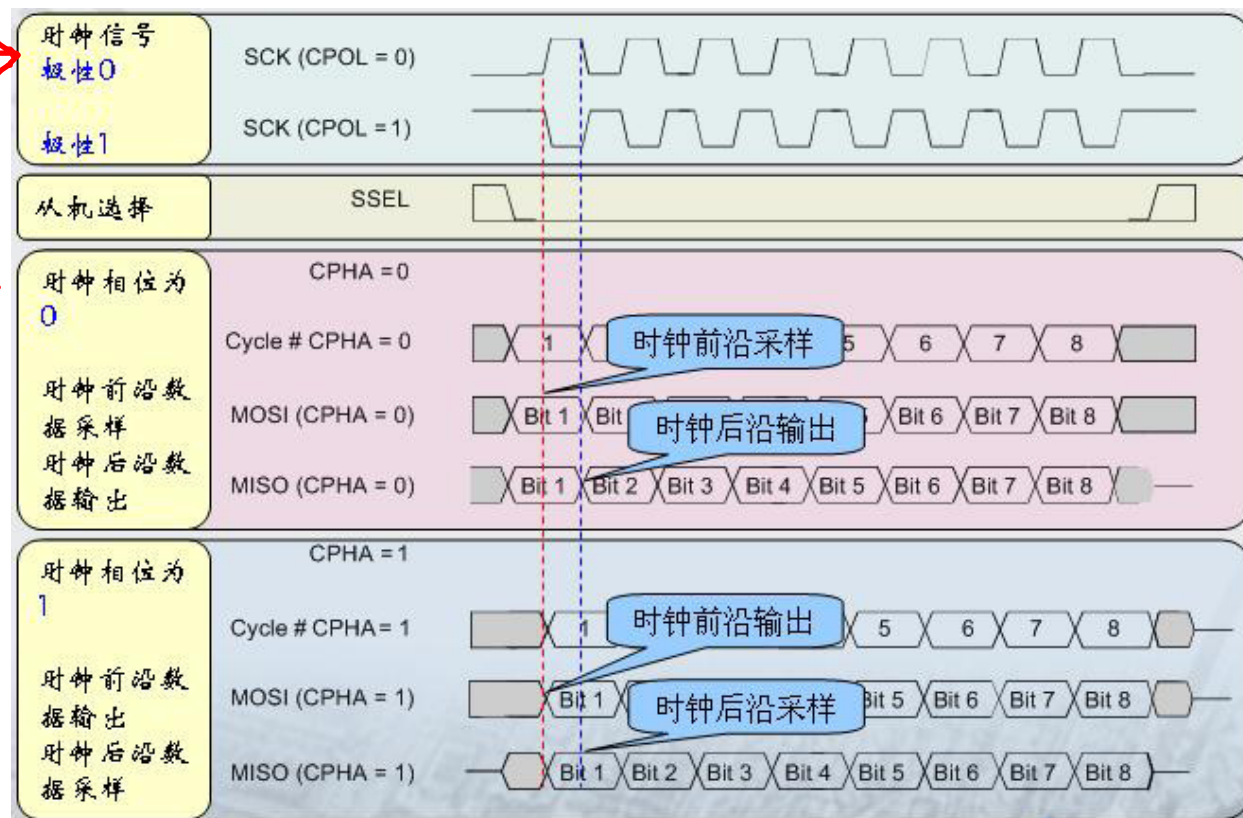 时钟信号
极性0
极性1
SCK (CPOL = 0)
SCK (CPOL = 1)
从机选择
SSEL
时钟相位为
0
时钟前沿数
据采样
时钟后沿数
据输出
CPHA = 0
Cycle # CPHA = 0
1
时钟前沿采样
5
6
7
8
MOSI (CPHA = 0)
Bit 1
Bit
时钟后沿输出
Bit 6
Bit 7
Bit 8
MISO (CPHA = 0)
Bit 1
Bit 2
Bit 3
Bit 4
Bit 5
Bit 6
Bit 7
Bit 8
时钟相位为
1
时钟前沿数
据输出
时钟后沿数
据采样
CPHA = 1
Cycle # CPHA = 1
1
时钟前沿输出
5
6
7
8
MOSI (CPHA = 1)
Bit 1
时钟后沿采样
Bit 5
Bit 6
Bit 7
Bit 8
MISO (CPHA = 1)
Bit 1
Bit 2
Bit 3
Bit 4
Bit 5
Bit 6
Bit 7
Bit 8